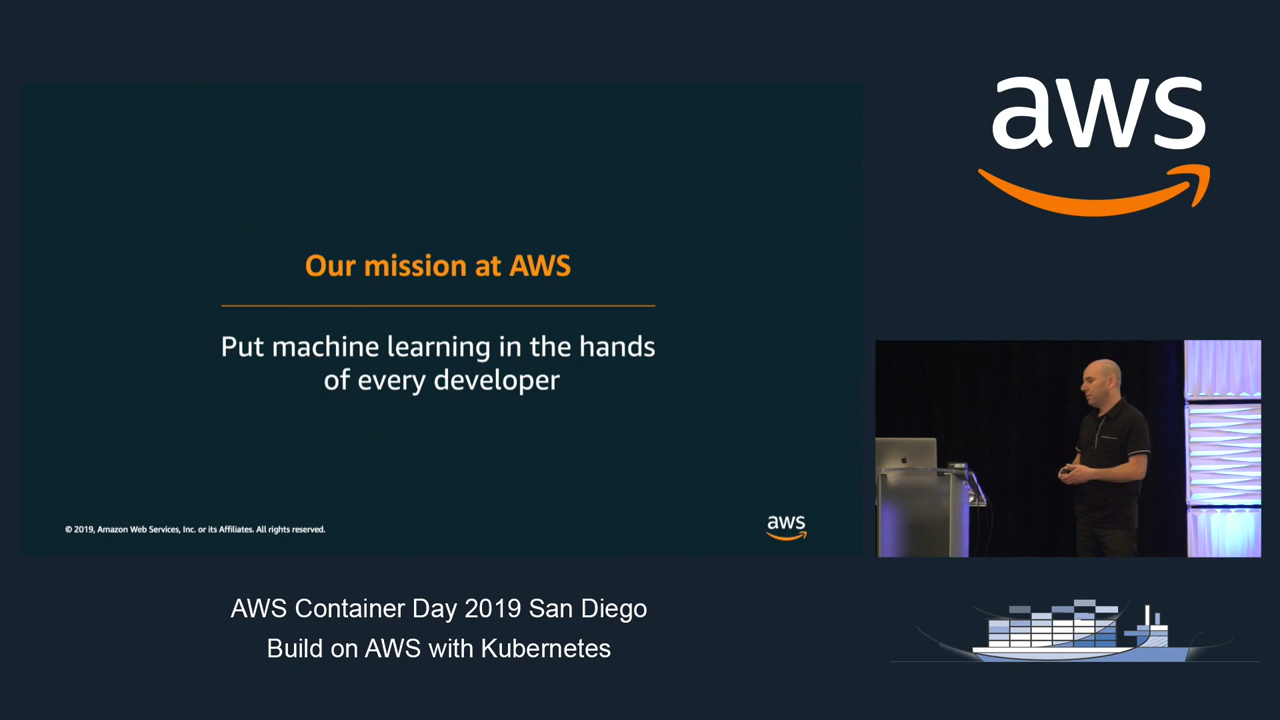 aws
Our mission at AWS
Put machine learning in the hands
of every developer
© 2019, Amazon Web Services, Inc. or its Affiliates. All rights reserved.
aws
AWS Container Day 2019 San Diego
Build on AWS with Kubernetes